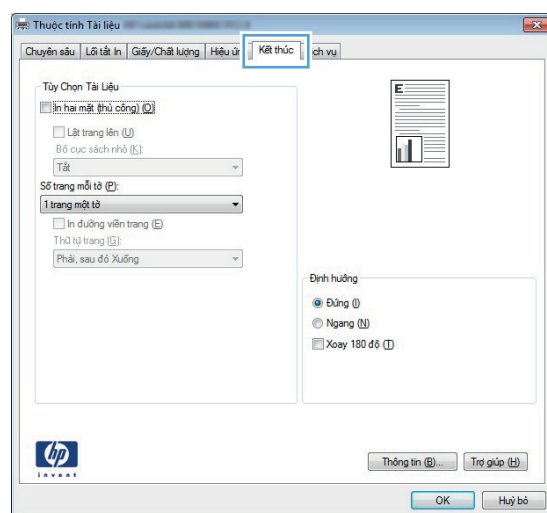 Thuộc tính Tài liệu
Chuyên sâu Lối tắt In Giấy/Chất lượng Hiệu ứ Kết thúc ch vụ
Tùy Chọn Tài Liệu
In hai mặt (thủ công) (O)
Lật trang lên (U)
Bố cục sách nhỏ (K):
Tắt
Số trang mỗi tờ (P):
1 trang một tờ
In đường viền trang (E)
Thứ tự trang (G):
Phải, sau đó Xuống
E
Định hướng
Đứng (I)
Ngang (N)
Xoay 180 độ (T)
hp
invent
Thông tin (B)... Trợ giúp (H)
OK Huỷ bỏ